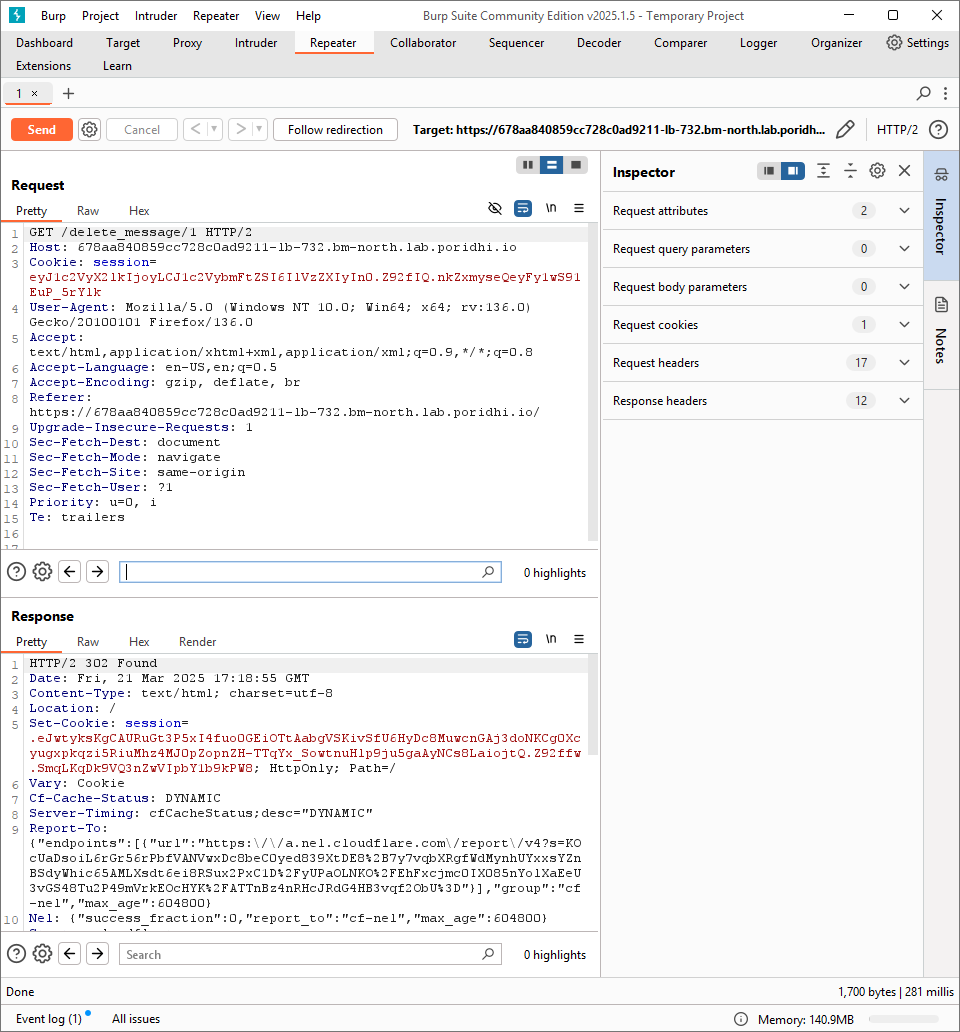 Burp Project Intruder Repeater View Help Burp Suite Community Edition v2025.1.5 - Temporary Project
Dashboard Target Proxy Intruder Repeater Collaborator Sequencer Decoder Comparer Logger Organizer Settings
Extensions Learn
1 × +
Send Cancel < > Follow redirection Target: https://678aa840859cc728c0ad9211-lb-732.bm-north.lab.poridh... HTTP/2
Request
Pretty Raw Hex \n
1 GET /delete_message/1 HTTP/2
2 Host: 678aa840859cc728c0ad9211-lb-732.bm-north.lab.poridhi.io
3 Cookie: session=
eyJ1c2VyX2lkIjoyLCJ1c2VybmFtZSI6IlVzZXIyIn0.Z92fIQ.nkZxmyseQeyFy1wS91
EuP_5rYlk
4 User-Agent: Mozilla/5.0 (Windows NT 10.0; Win64; x64; rv:136.0)
Gecko/20100101 Firefox/136.0
5 Accept:
text/html,application/xhtml+xml,application/xml;q=0.9,*/*;q=0.8
6 Accept-Language: en-US,en;q=0.5
7 Accept-Encoding: gzip, deflate, br
8 Referer:
https://678aa840859cc728c0ad9211-lb-732.bm-north.lab.poridhi.io/
9 Upgrade-Insecure-Requests: 1
10 Sec-Fetch-Dest: document
11 Sec-Fetch-Mode: navigate
12 Sec-Fetch-Site: same-origin
13 Sec-Fetch-User: ?1
14 Priority: u=0, i
15 Te: trailers
16
17
0 highlights
Response
Pretty Raw Hex Render \n
1 HTTP/2 302 Found
2 Date: Fri, 21 Mar 2025 17:18:55 GMT
3 Content-Type: text/html; charset=utf-8
4 Location: /
5 Set-Cookie: session=
.eJwtyksKgCAURuGt3P5xI4fuo0GEiOTtAabgVSKivSfU6HyDc8MuwcnGAj3doNKCg0Xc
yugxpkqzi5RiuMhz4MJ0pZopnZH-TTqYx_SowtnuHlp9ju5gaAyNCs8LaiojtQ.Z92ffw
.SmqLKqDk9VQ3nZwVIpbY1b9kPW8; HttpOnly; Path=/
6 Vary: Cookie
7 Cf-Cache-Status: DYNAMIC
8 Server-Timing: cfCacheStatus;desc="DYNAMIC"
9 Report-To:
{"endpoints":[{"url":"https:\/\/a.nel.cloudflare.com\/report\/v4?s=KO
cUaDsoiL6rGr56rPbfVANVwxDc8beC0yed839XtDE8%2B7y7vqbXRgfWdMynhUYxxsYZn
BSdyWhic65AMLXsdt6ei8RSux2PxC1D%2FyUPaOLNKO%2FEhFxcjmc0IX085nYolXaEeU
3vGS48Tu2P49mVrkEOcHYK%2FATTnBz4nRHcJRdG4HB3vqf2ObU%3D"}],"group":"cf
-nel","max_age":604800}
10 Nel: {"success_fraction":0,"report_to":"cf-nel","max_age":604800}
Search 0 highlights
Inspector
Request attributes 2
Request query parameters 0
Request body parameters 0
Request cookies 1
Request headers 17
Response headers 12
Inspector
Notes
Done 1,700 bytes | 281 millis
Event log (1) All issues Memory: 140.9MB